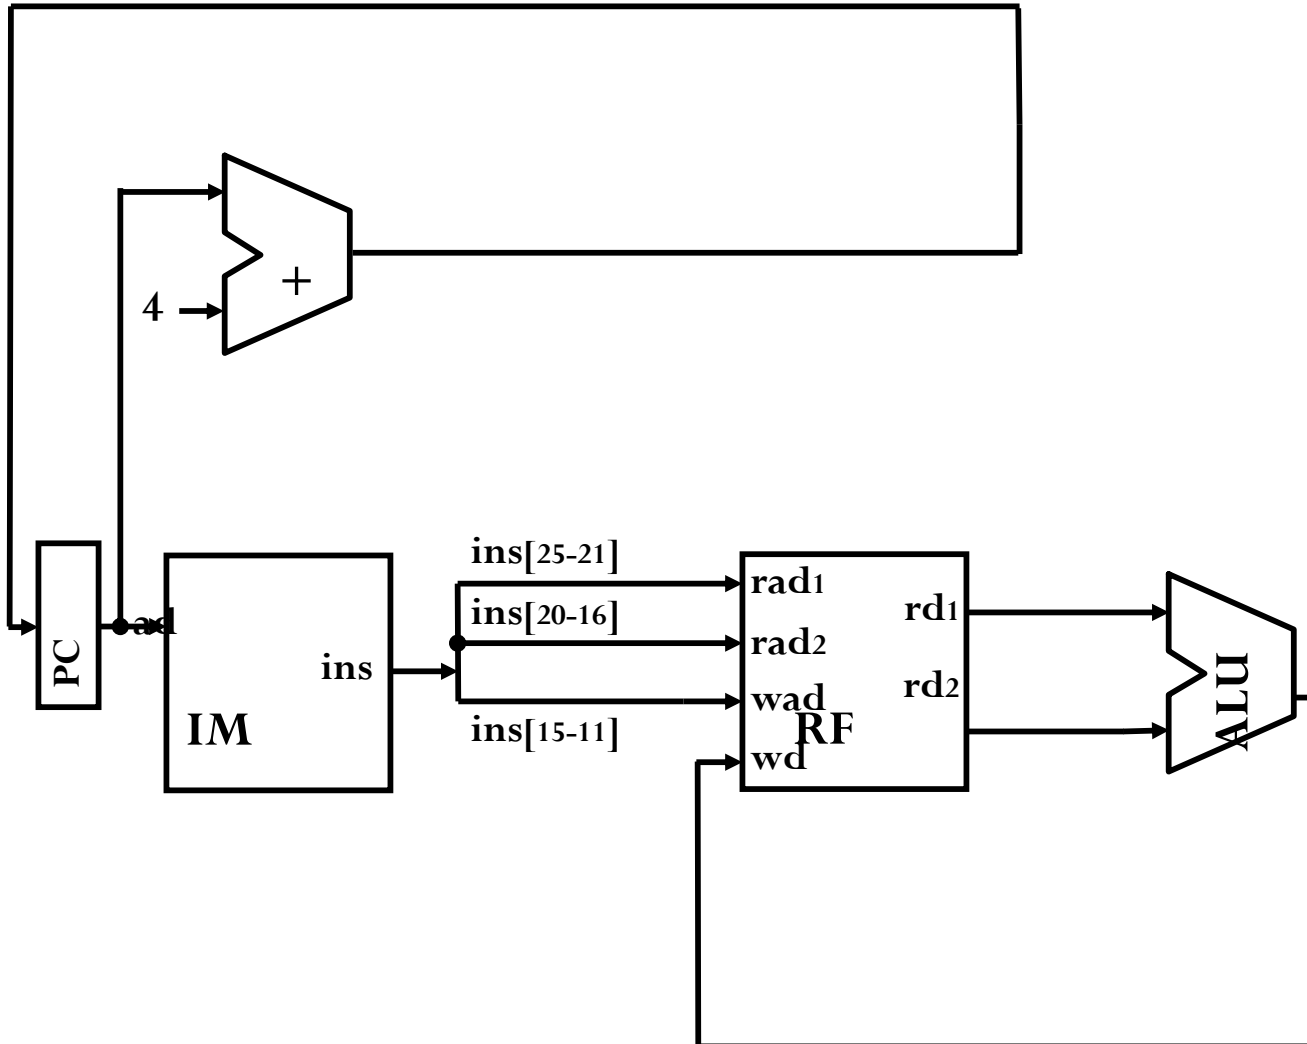 +
4
ins[25-21]
rad1
rd1
ins[20-16]
ad
rad2
PC
ins
rd2
ALU
wad
IM
ins[15-11]
RF
wd